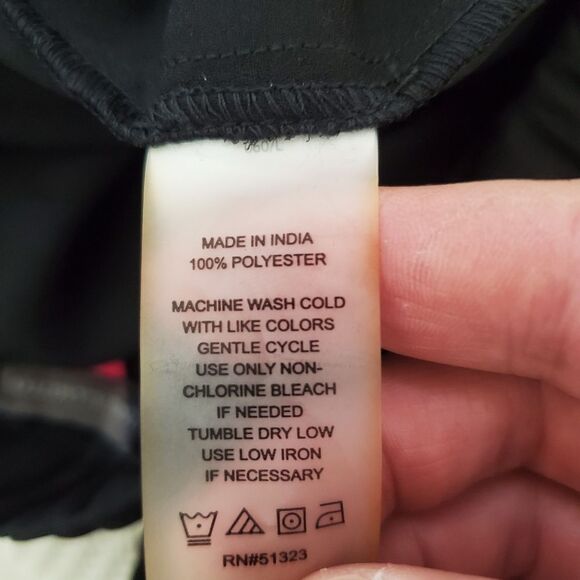 MADE IN INDIA
100% POLYESTER
MACHINE WASH COLD
WITH LIKE COLORS
GENTLE CYCLE
USE ONLY NON-
CHLORINE BLEACH
IF NEEDED
TUMBLE DRY LOW
USE LOW IRON
IF NECESSARY
RN#51323